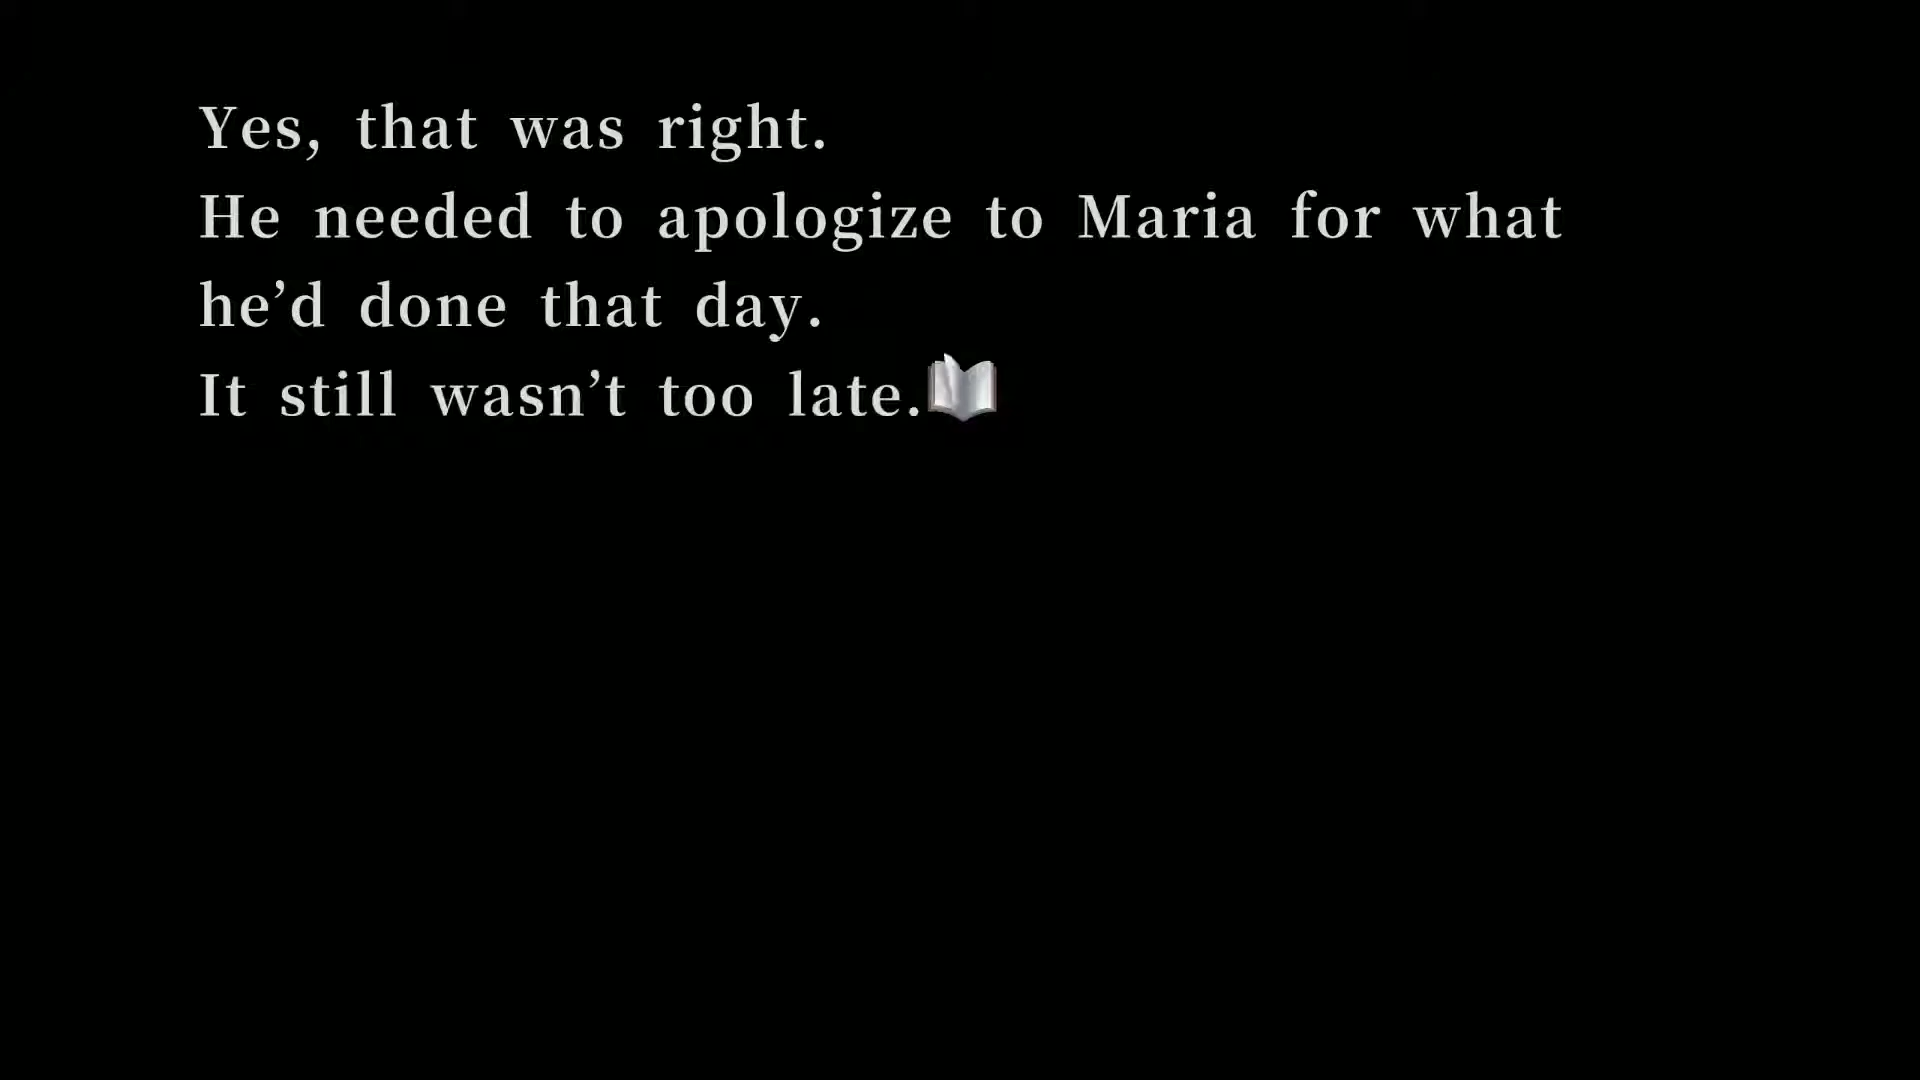 Yes, that was right.
He needed to apologize to Maria for what
he’d done that day.
It still wasn’t too late.